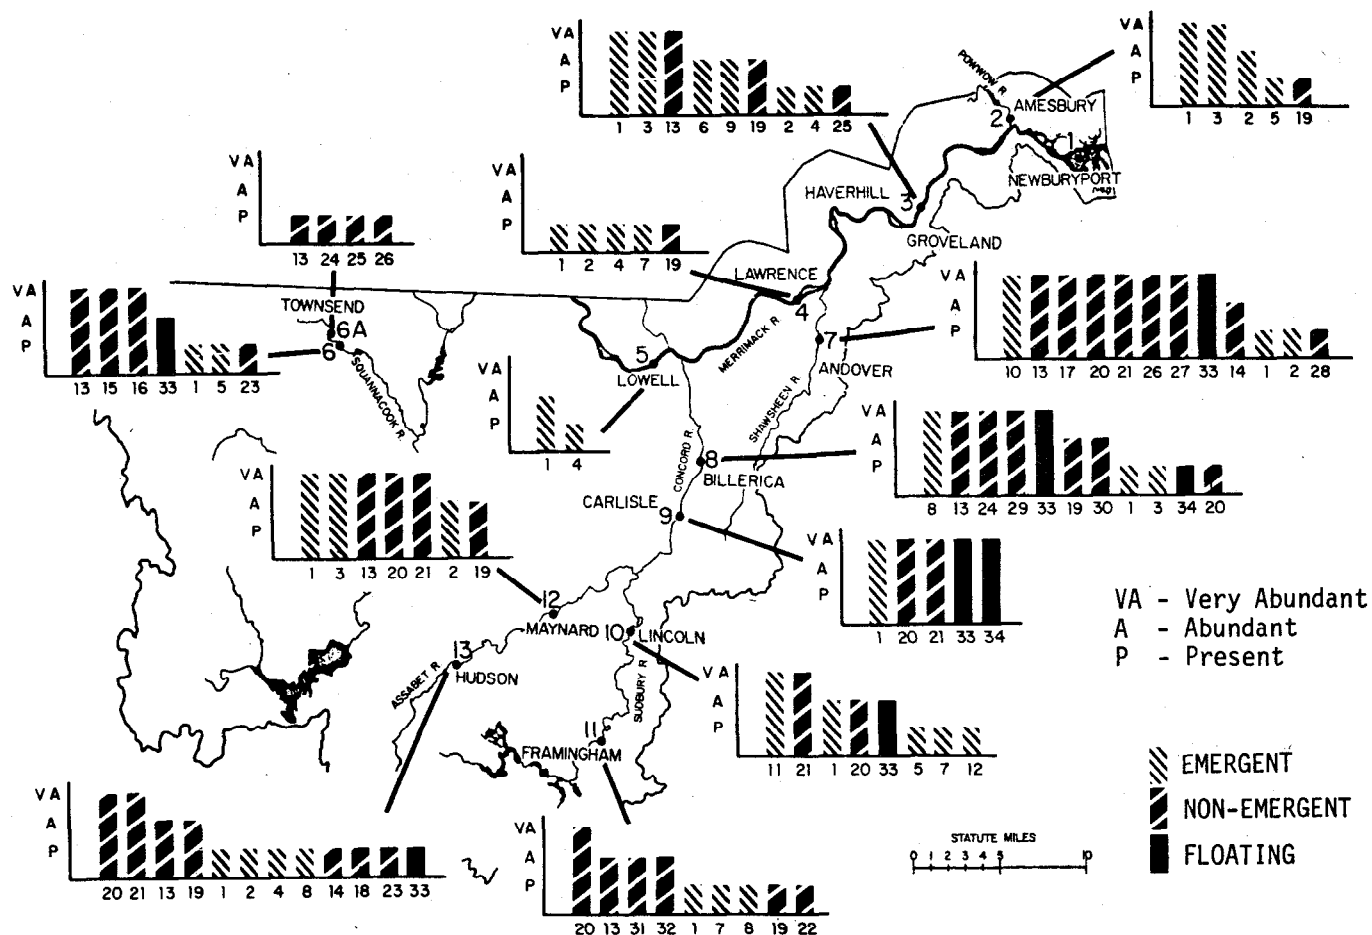 VA
A
P
1 3 13 6 9 19 2 4 25
VA
A
P
1 3 2 5 19
POWWOW R.
AMESBURY
2
1
NEWBURYPORT
VA
A
P
13 24 25 26
VA
A
P
1 2 4 7 19
HAVERHILL
3
GROVELAND
LAWRENCE
4
MERRIMACK R.
VA
A
P
10 13 17 20 21 26 27 33 14 1 2 28
TOWNSEND
6A
6
SQUANNACOOK R.
VA
A
P
13 15 16 33 1 5 23
5
LOWELL
VA
A
P
1 4
7
ANDOVER
SHAWSHEEN R.
VA
A
P
8 13 24 29 33 19 30 1 3 34 20
CONCORD R.
8
BILLERICA
CARLISLE
9
VA
A
P
1 3 13 20 21 2 19
VA
A
P
1 20 21 33 34
VA - Very Abundant
A - Abundant
P - Present
12
MAYNARD
10
LINCOLN
13
HUDSON
ASSABET R.
SUDBURY R
VA
A
P
11 21 1 20 33 5 7 12
11
FRAMINGHAM
EMERGENT
NON-EMERGENT
FLOATING
VA
A
P
20 21 13 19 1 2 4 8 14 18 23 33
VA
A
P
20 13 31 32 1 7 8 19 22
STATUTE MILES
0 1 2 3 4 5 10